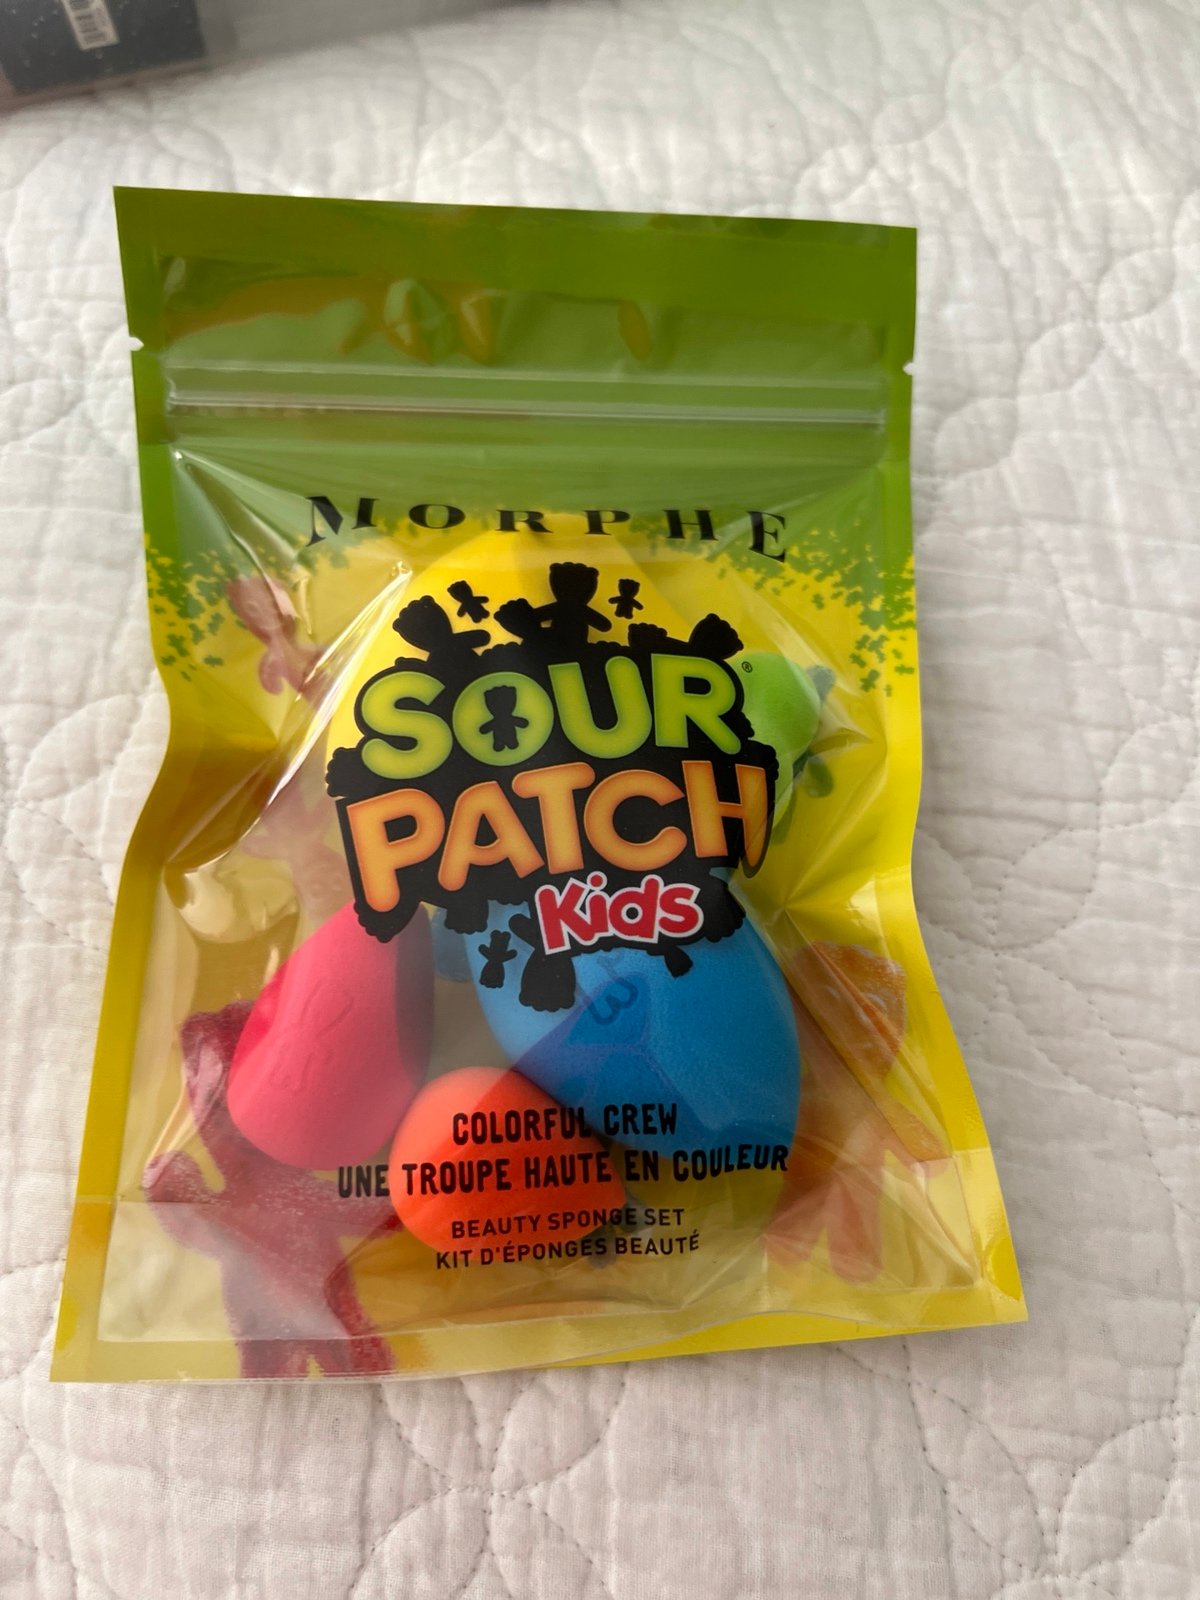 MORPHE
SOUR®
PATCH
Kids
COLORFUL CREW
UNE TROUPE HAUTE EN COULEUR
BEAUTY SPONGE SET
KIT D'ÉPONGES BEAUTÉ